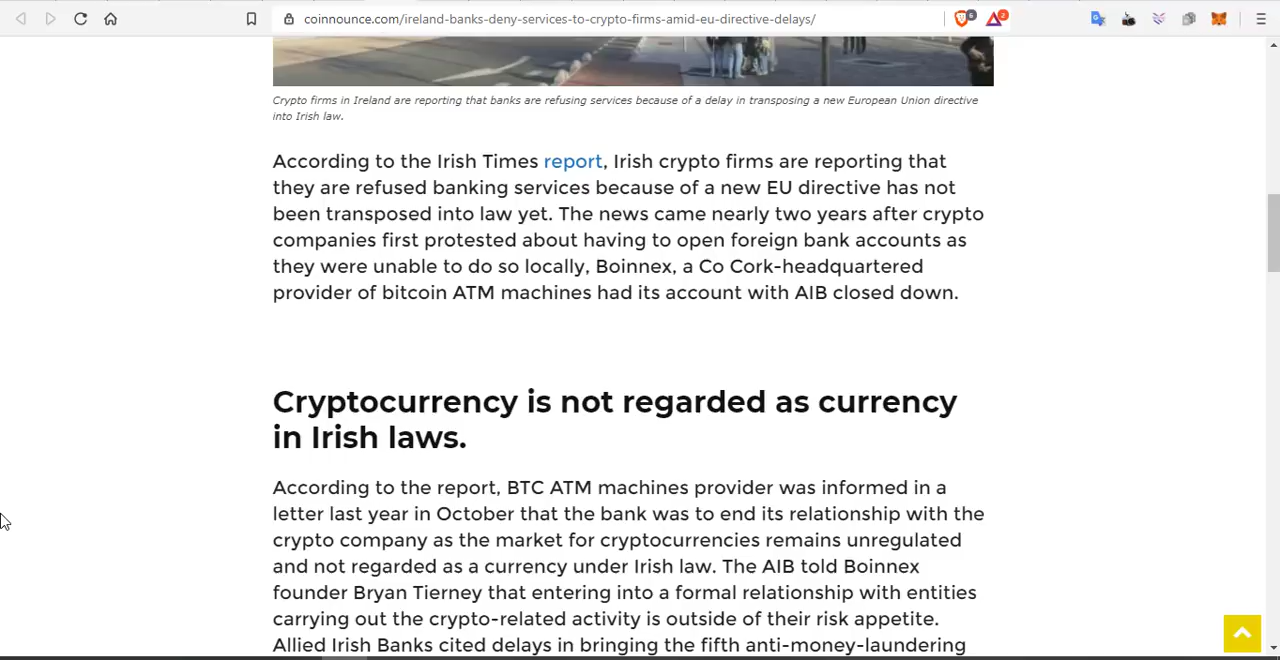 coinnounce.com/ireland-banks-deny-services-to-crypto-firms-amid-eu-directive-delays/
6
2
Crypto firms in Ireland are reporting that banks are refusing services because of a delay in transposing a new European Union directive
into Irish law.
According to the Irish Times report, Irish crypto firms are reporting that
they are refused banking services because of a new EU directive has not
been transposed into law yet. The news came nearly two years after crypto
companies first protested about having to open foreign bank accounts as
they were unable to do so locally, Boinnex, a Co Cork-headquartered
provider of bitcoin ATM machines had its account with AIB closed down.
Cryptocurrency is not regarded as currency
in Irish laws.
According to the report, BTC ATM machines provider was informed in a
letter last year in October that the bank was to end its relationship with the
crypto company as the market for cryptocurrencies remains unregulated
and not regarded as a currency under Irish law. The AIB told Boinnex
founder Bryan Tierney that entering into a formal relationship with entities
carrying out the crypto-related activity is outside of their risk appetite.
Allied Irish Banks cited delays in bringing the fifth anti-money-laundering